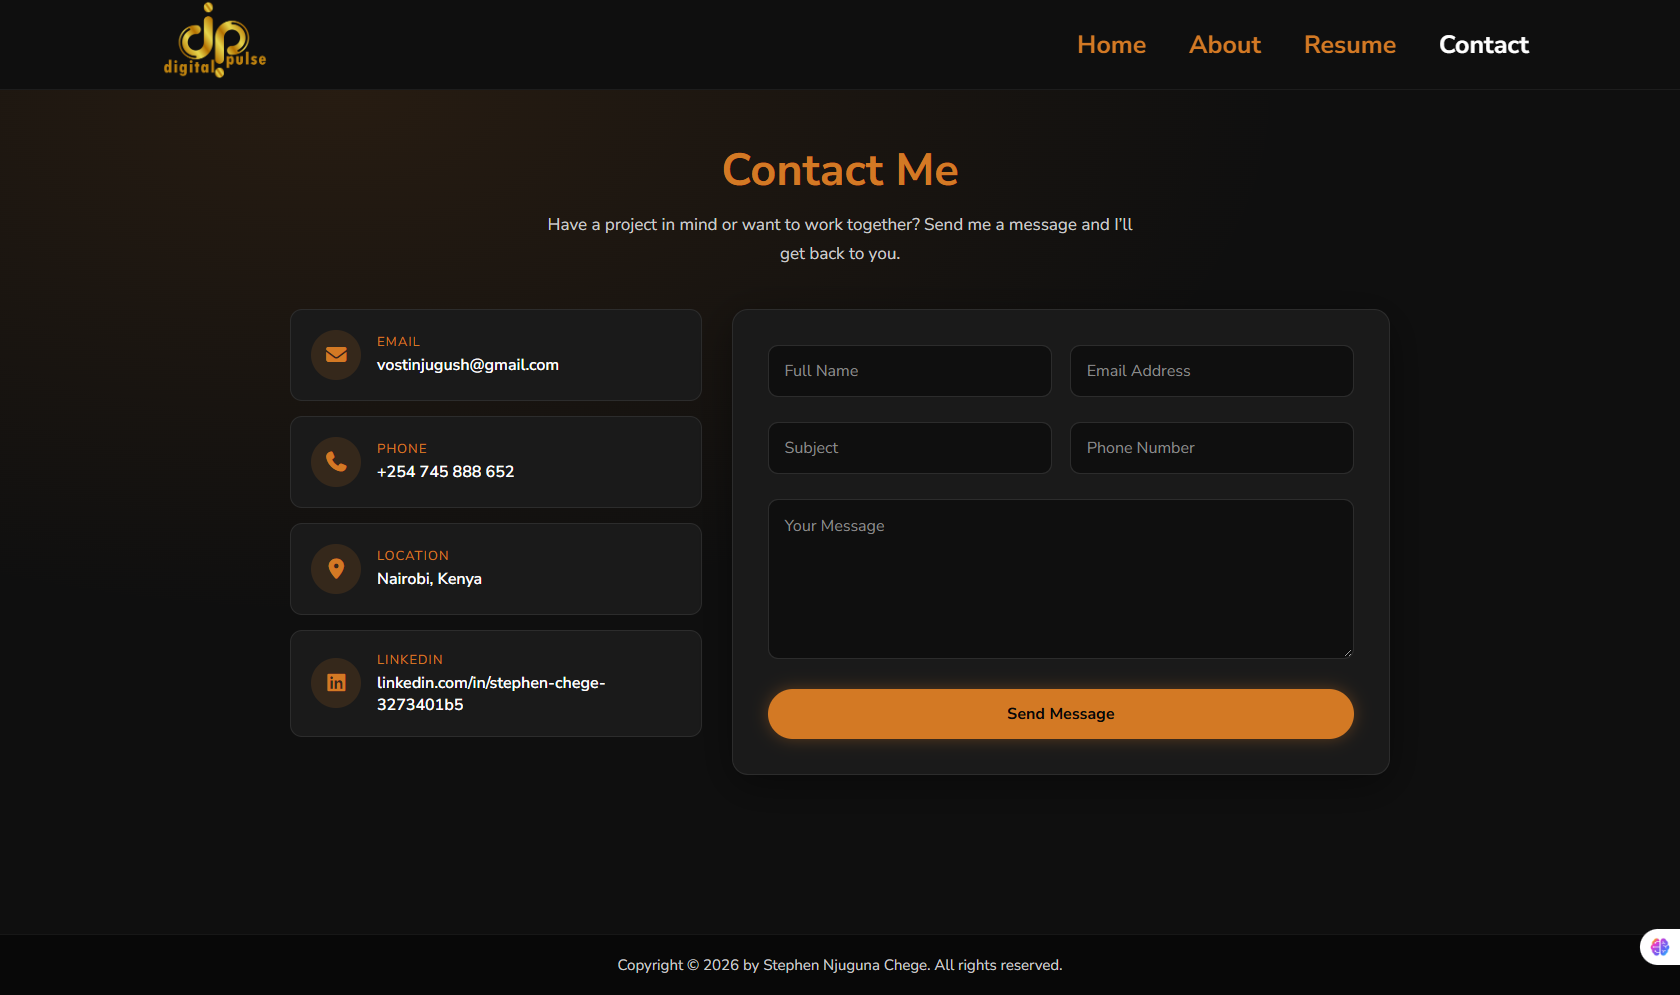 digital pulse
Home
About
Resume
Contact
Contact Me
Have a project in mind or want to work together? Send me a message and I’ll
get back to you.
EMAIL
vostinjugush@gmail.com
PHONE
+254 745 888 652
LOCATION
Nairobi, Kenya
LINKEDIN
linkedin.com/in/stephen-chege-
3273401b5
Full Name
Email Address
Subject
Phone Number
Your Message
Send Message
Copyright © 2026 by Stephen Njuguna Chege. All rights reserved.